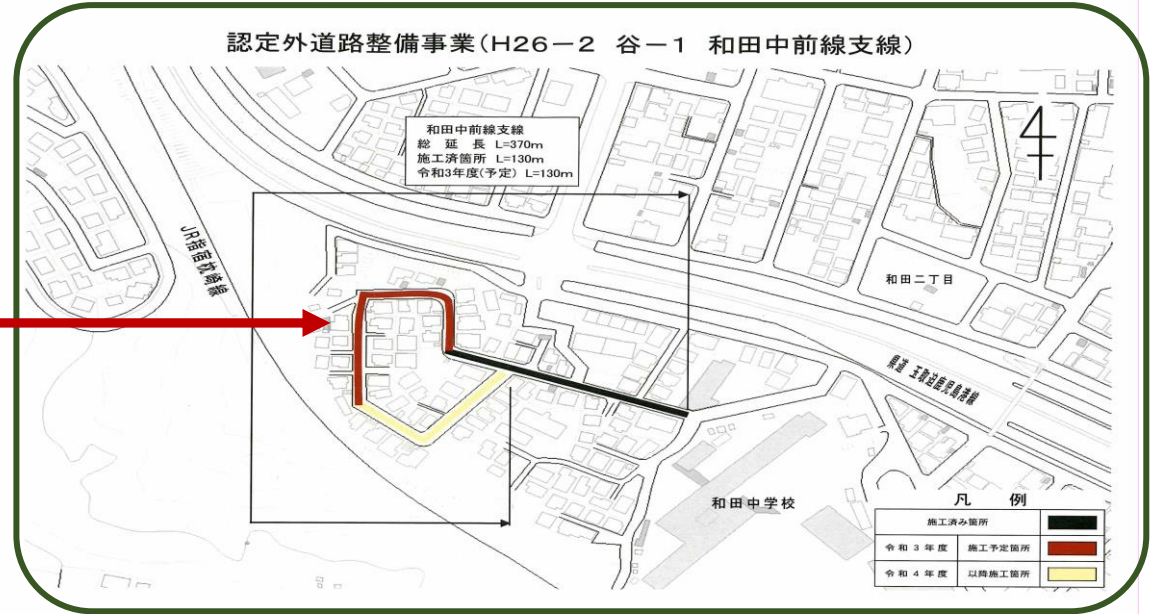 認定外道路整備事業(H26－2 谷－1 和田中前線支線)
和田中前線支線
総 延 長 L=370m
施工済箇所 L=130m
令和3年度(予定) L=130m
JR指宿枕崎線
和田二丁目
和田中学校
凡 例
施工済み箇所
令和 3 年度 施工予定箇所
令和 4 年度 以降施工箇所